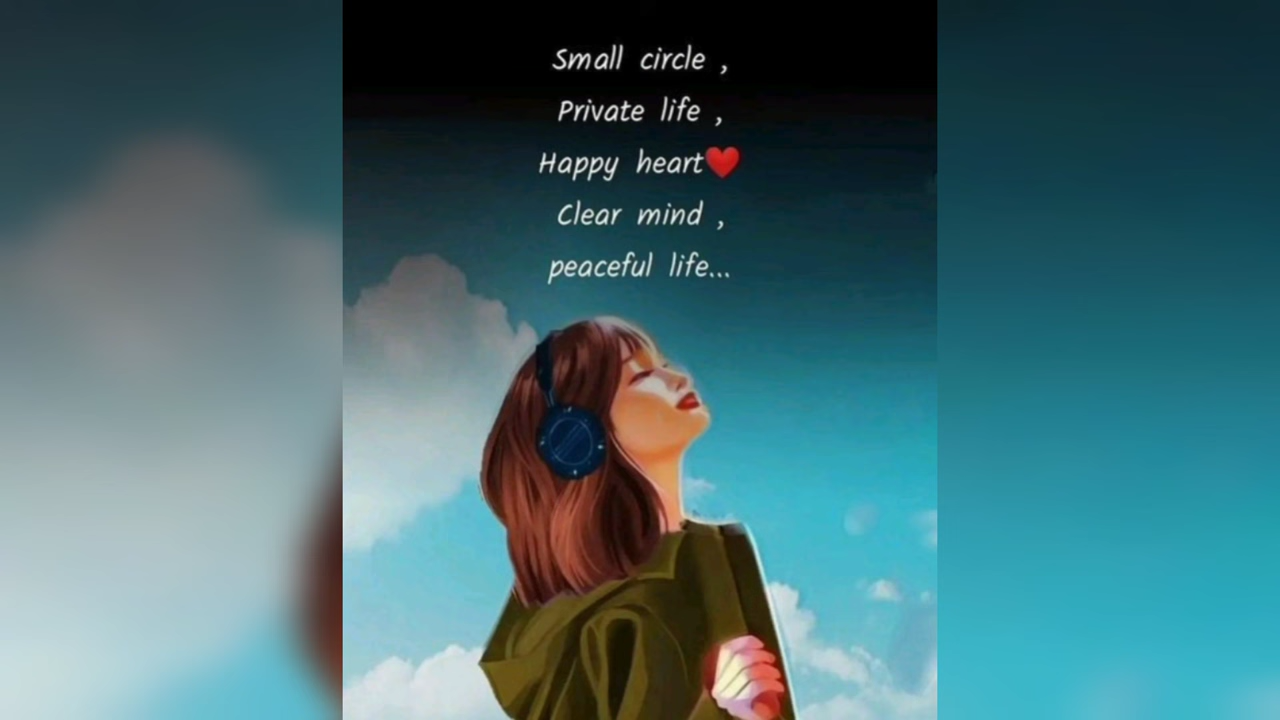 Small circle ,
Private life ,
Happy heart❤️
Clear mind ,
peaceful life...